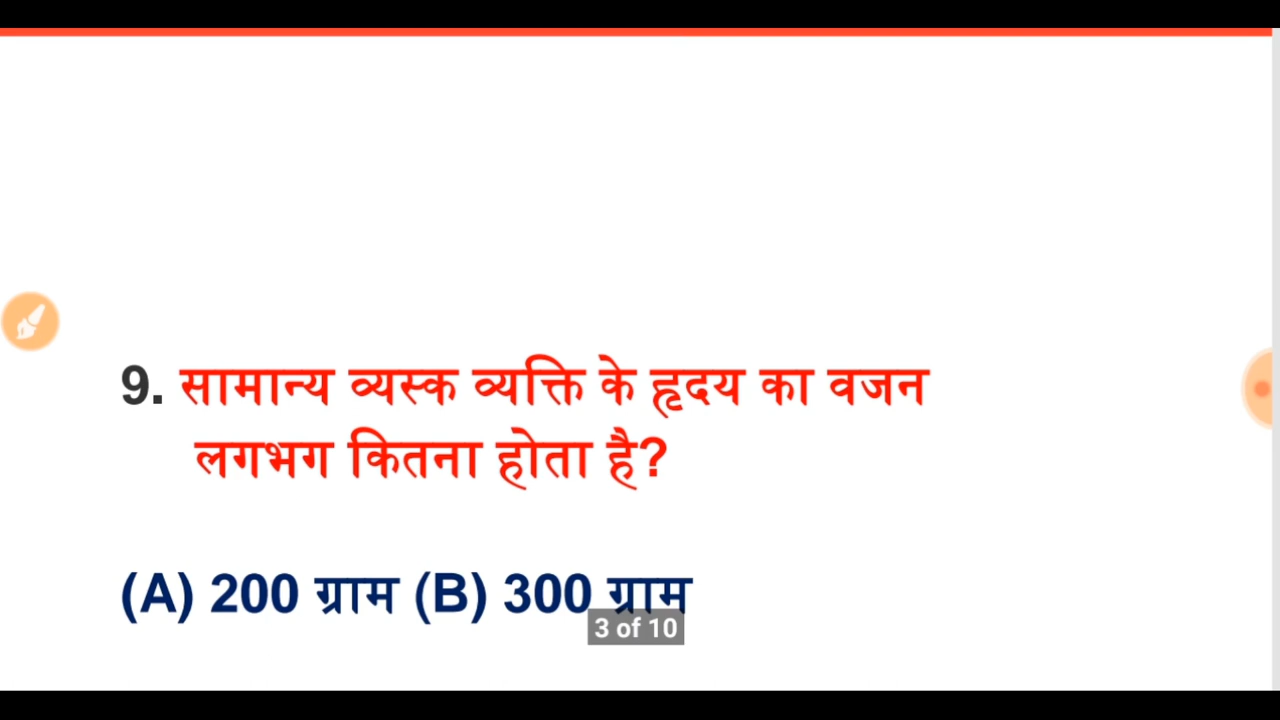 9. सामान्य व्यस्क व्यक्ति के हृदय का वजन
लगभग कितना होता है?
(A) 200 ग्राम (B) 300 ग्राम
3 of 10